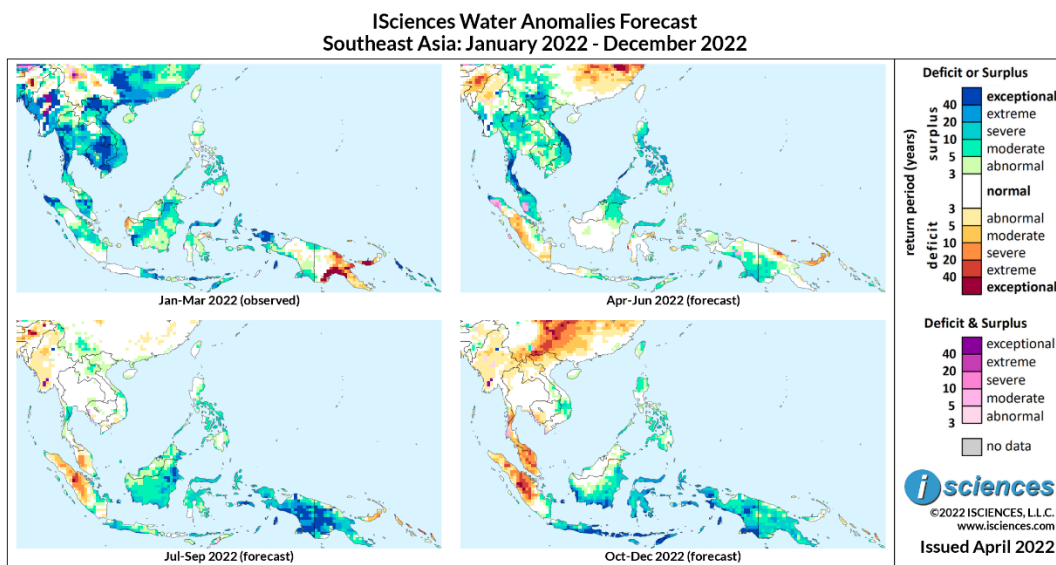 ISciences Water Anomalies Forecast
Southeast Asia: January 2022 - December 2022
Jan-Mar 2022 (observed)
Apr-Jun 2022 (forecast)
Jul-Sep 2022 (forecast)
Oct-Dec 2022 (forecast)
Deficit or Surplus
return period (years)
surplus
deficit
exceptional
40
extreme
20
severe
10
moderate
5
abnormal
3
normal
3
abnormal
5
moderate
10
severe
20
extreme
40
exceptional
Deficit & Surplus
exceptional
40
extreme
20
severe
10
moderate
5
abnormal
3
no data
i sciences
©2022 ISCIENCES, L.L.C.
www.isciences.com
Issued April 2022